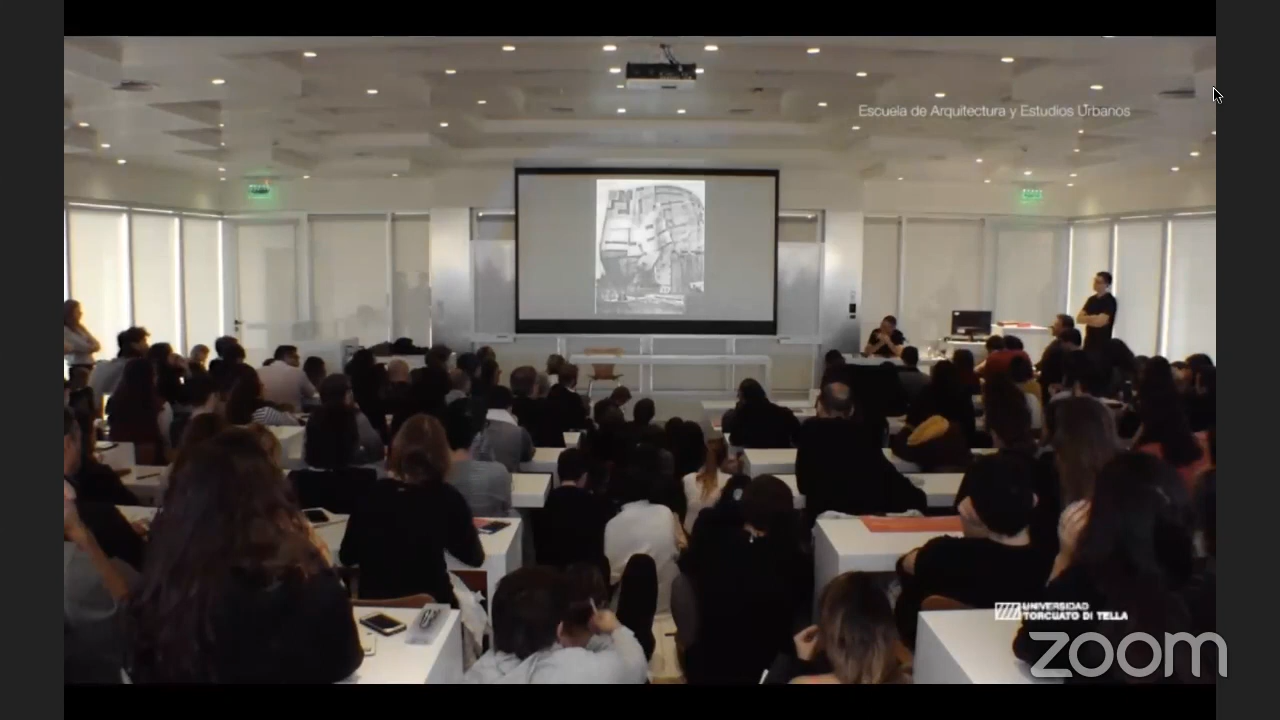 Escuela de Arquitectura y Estudios Urbanos
UNIVERSIDAD
TORCUATO DI TELLA
zoom